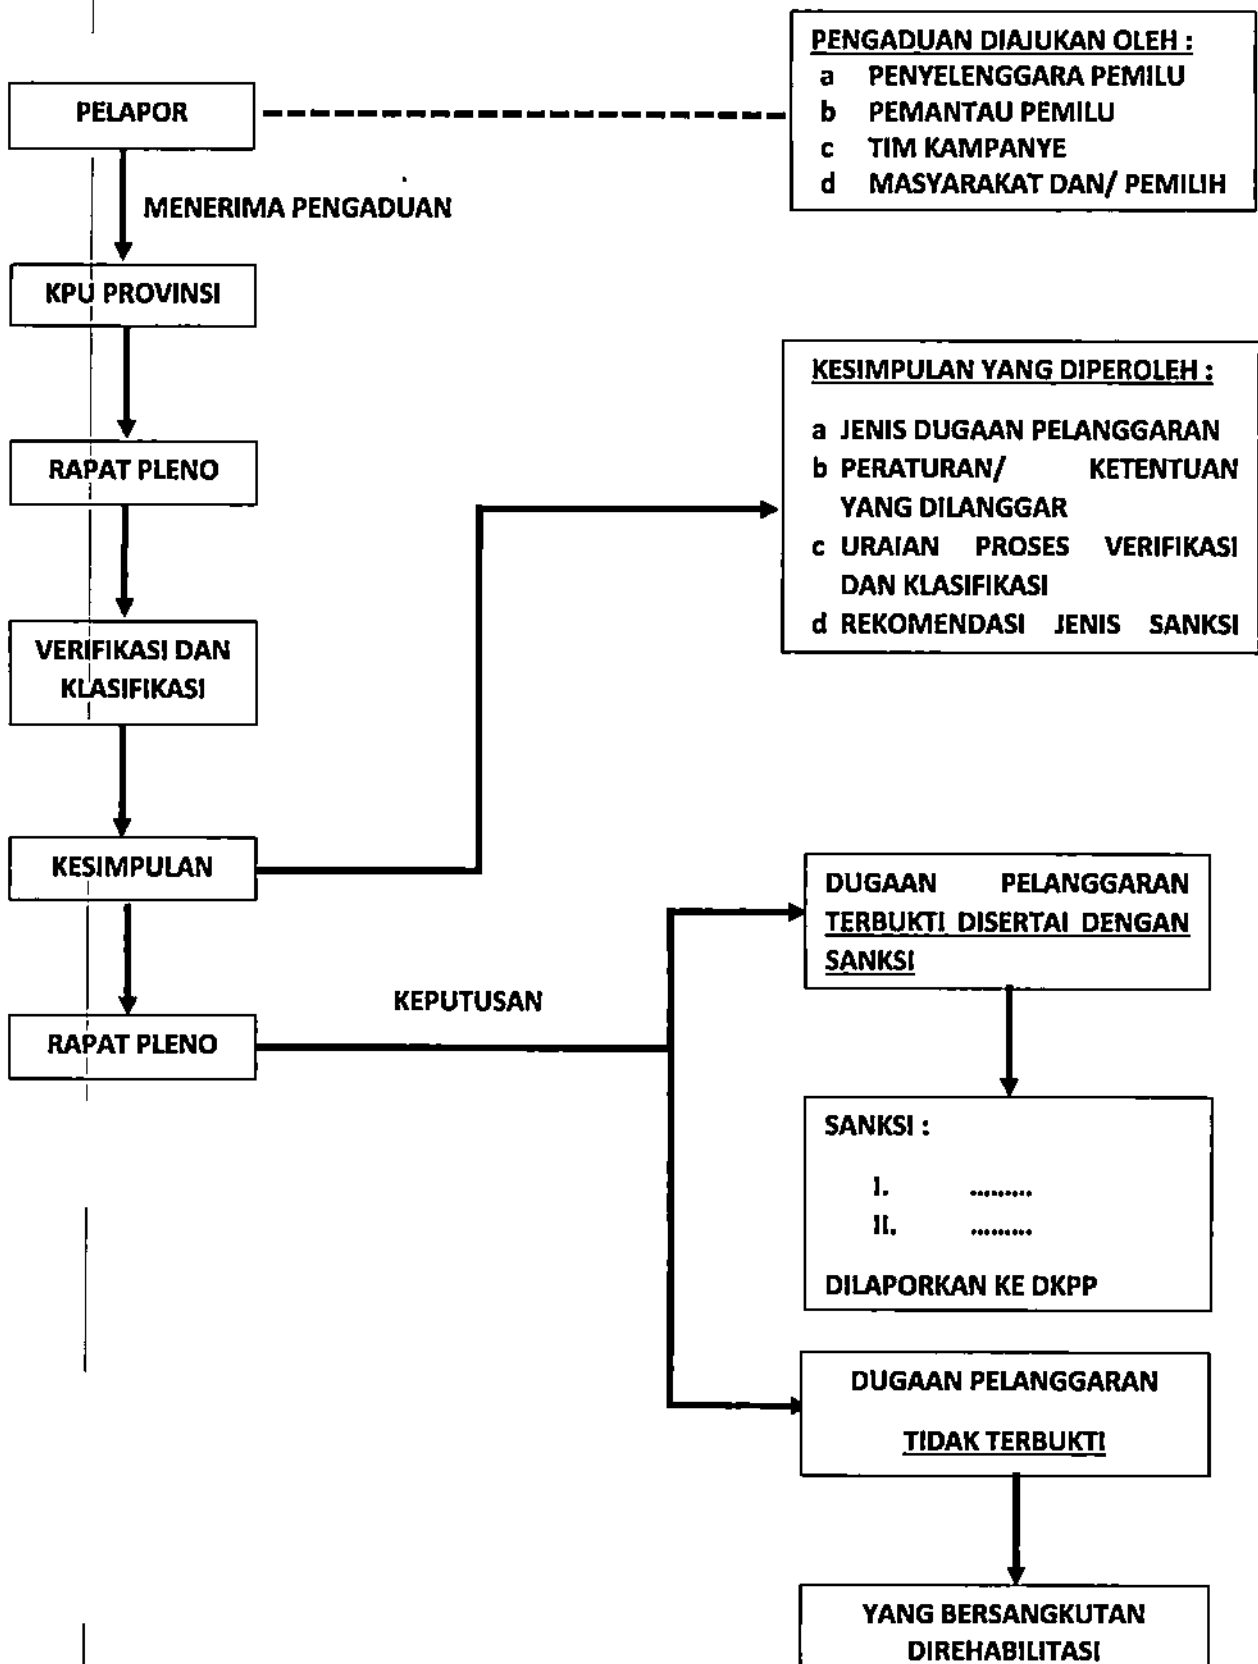 PENGADUAN DIAJUKAN OLEH :
a PENYELENGGARA PEMILU
b PEMANTAU PEMILU
c TIM KAMPANYE
d MASYARAKAT DAN/ PEMILIH
PELAPOR
MENERIMA PENGADUAN
KPU PROVINSI
RAPAT PLENO
VERIFIKASI DAN
KLASIFIKASI
KESIMPULAN
KESIMPULAN YANG DIPEROLEH :
a JENIS DUGAAN PELANGGARAN
b PERATURAN/ KETENTUAN
YANG DILANGGAR
c URAIAN PROSES VERIFIKASI
DAN KLASIFIKASI
d REKOMENDASI JENIS SANKSI
RAPAT PLENO
KEPUTUSAN
DUGAAN PELANGGARAN
TERBUKTI DISERTAI DENGAN
SANKSI
SANKSI :
I. .........
II. .........
DILAPORKAN KE DKPP
DUGAAN PELANGGARAN
TIDAK TERBUKTI
YANG BERSANGKUTAN
DIREHABILITASI